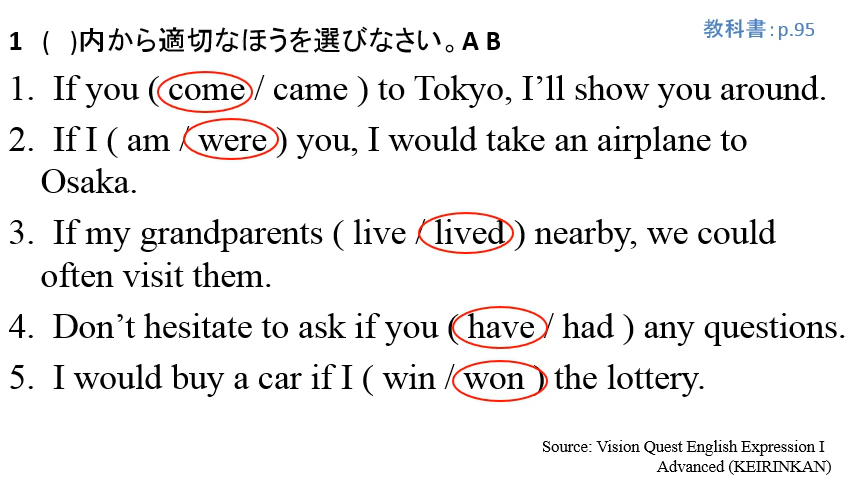 1 ( )内から適切なほうを選びなさい。A B
教科書：p.95
1. If you ( come / came ) to Tokyo, I’ll show you around.
2. If I ( am / were ) you, I would take an airplane to
Osaka.
3. If my grandparents ( live / lived ) nearby, we could
often visit them.
4. Don’t hesitate to ask if you ( have / had ) any questions.
5. I would buy a car if I ( win / won ) the lottery.
Source: Vision Quest English Expression I
Advanced (KEIRINKAN)